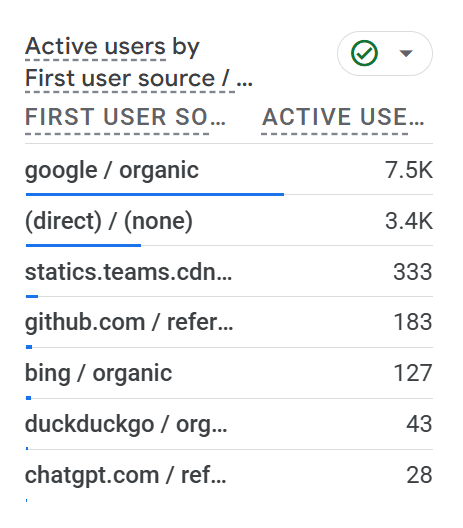 Active users by
First user source / ...
FIRST USER SO... ACTIVE USE...
google / organic 7.5K
(direct) / (none) 3.4K
statics.teams.cdn... 333
github.com / refer... 183
bing / organic 127
duckduckgo / org... 43
chatgpt.com / ref... 28